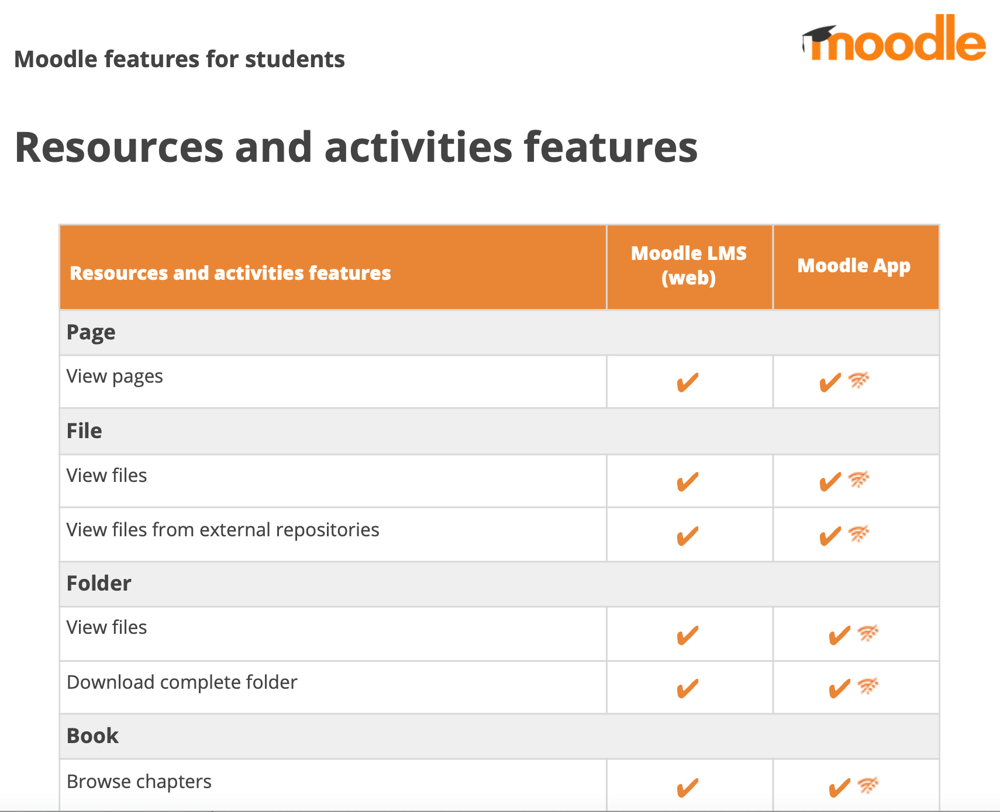 moodle
Moodle features for students
Resources and activities features
Resources and activities features
Moodle LMS
(web)
Moodle App
Page
View pages
✔
✔
File
View files
✔
✔
View files from external repositories
✔
✔
Folder
View files
✔
✔
Download complete folder
✔
✔
Book
Browse chapters
✔
✔